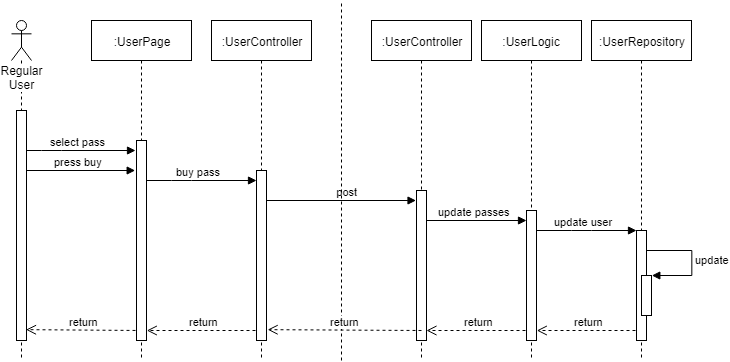 :UserPage
:UserController
:UserController
:UserLogic
:UserRepository
Regular
User
select pass
press buy
buy pass
post
update passes
update user
update
return
return
return
return
return